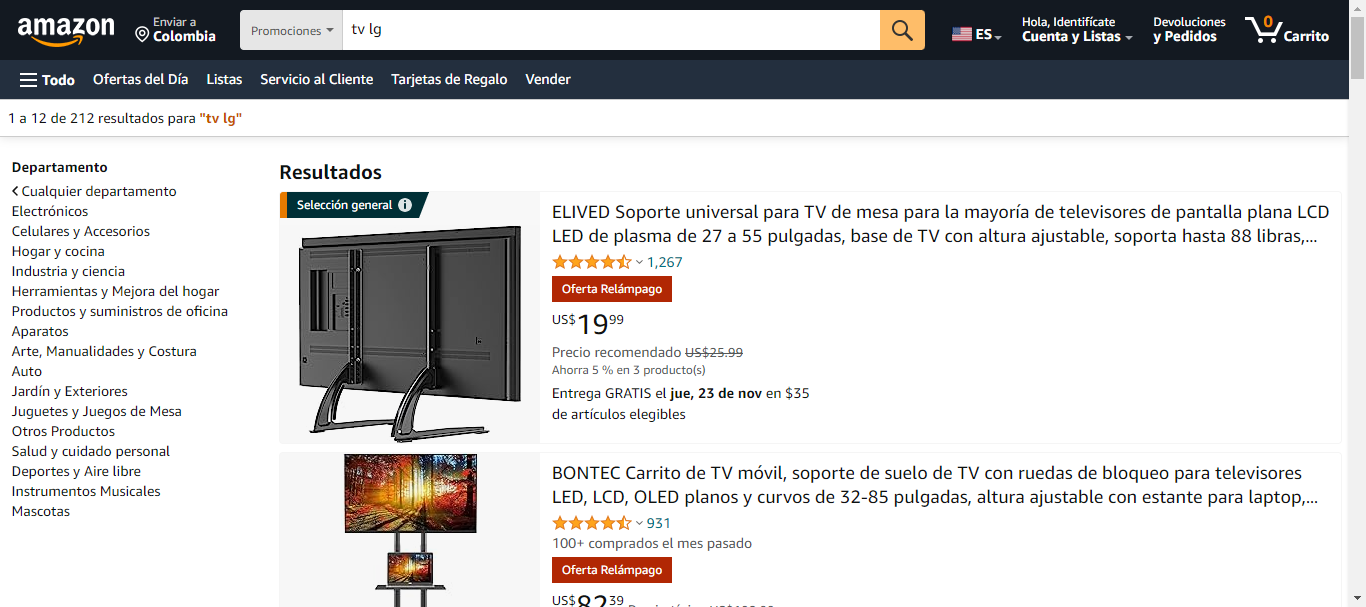 amazon
Enviar a
Colombia
Promociones
tv lg
ES
Hola, Identifícate
Cuenta y Listas
Devoluciones
y Pedidos
0
Carrito
Todo
Ofertas del Día
Listas
Servicio al Cliente
Tarjetas de Regalo
Vender
1 a 12 de 212 resultados para "tv lg"
Departamento
Cualquier departamento
Electrónicos
Celulares y Accesorios
Hogar y cocina
Industria y ciencia
Herramientas y Mejora del hogar
Productos y suministros de oficina
Aparatos
Arte, Manualidades y Costura
Auto
Jardín y Exteriores
Juguetes y Juegos de Mesa
Otros Productos
Salud y cuidado personal
Deportes y Aire libre
Instrumentos Musicales
Mascotas
Resultados
Selección general
ELIVED Soporte universal para TV de mesa para la mayoría de televisores de pantalla plana LCD
LED de plasma de 27 a 55 pulgadas, base de TV con altura ajustable, soporta hasta 88 libras,...
1,267
Oferta Relámpago
US$1999
Precio recomendado US$25.99
Ahorra 5 % en 3 producto(s)
Entrega GRATIS el jue, 23 de nov en $35
de artículos elegibles
BONTEC Carrito de TV móvil, soporte de suelo de TV con ruedas de bloqueo para televisores
LED, LCD, OLED planos y curvos de 32-85 pulgadas, altura ajustable con estante para laptop,...
931
100+ comprados el mes pasado
Oferta Relámpago
US$8239